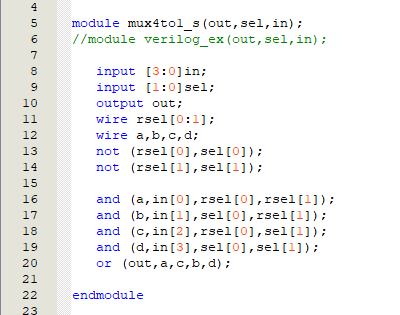 4
5 module mux4to1_s(out,sel,in);
6 //module verilog_ex(out,sel,in);
7
8 input [3:0]in;
9 input [1:0]sel;
10 output out;
11 wire rsel[0:1];
12 wire a,b,c,d;
13 not (rsel[0],sel[0]);
14 not (rsel[1],sel[1]);
15
16 and (a,in[0],rsel[0],rsel[1]);
17 and (b,in[1],sel[0],rsel[1]);
18 and (c,in[2],rsel[0],sel[1]);
19 and (d,in[3],sel[0],sel[1]);
20 or (out,a,c,b,d);
21
22 endmodule
23